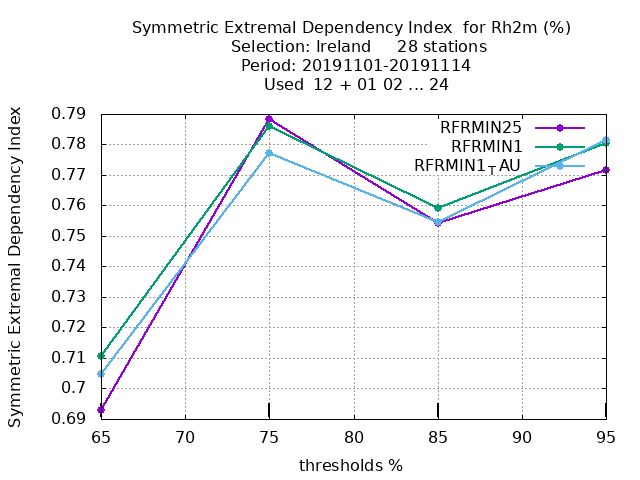 Symmetric Extremal Dependency Index for Rh2m (%)
Selection: Ireland 28 stations
Period: 20191101-20191114
Used 12 + 01 02 ... 24
Symmetric Extremal Dependency Index
0.79
0.78
0.77
0.76
0.75
0.74
0.73
0.72
0.71
0.7
0.69
RFRMIN25
RFRMIN1
RFRMIN1TAU
65 70 75 80 85 90 95
thresholds %